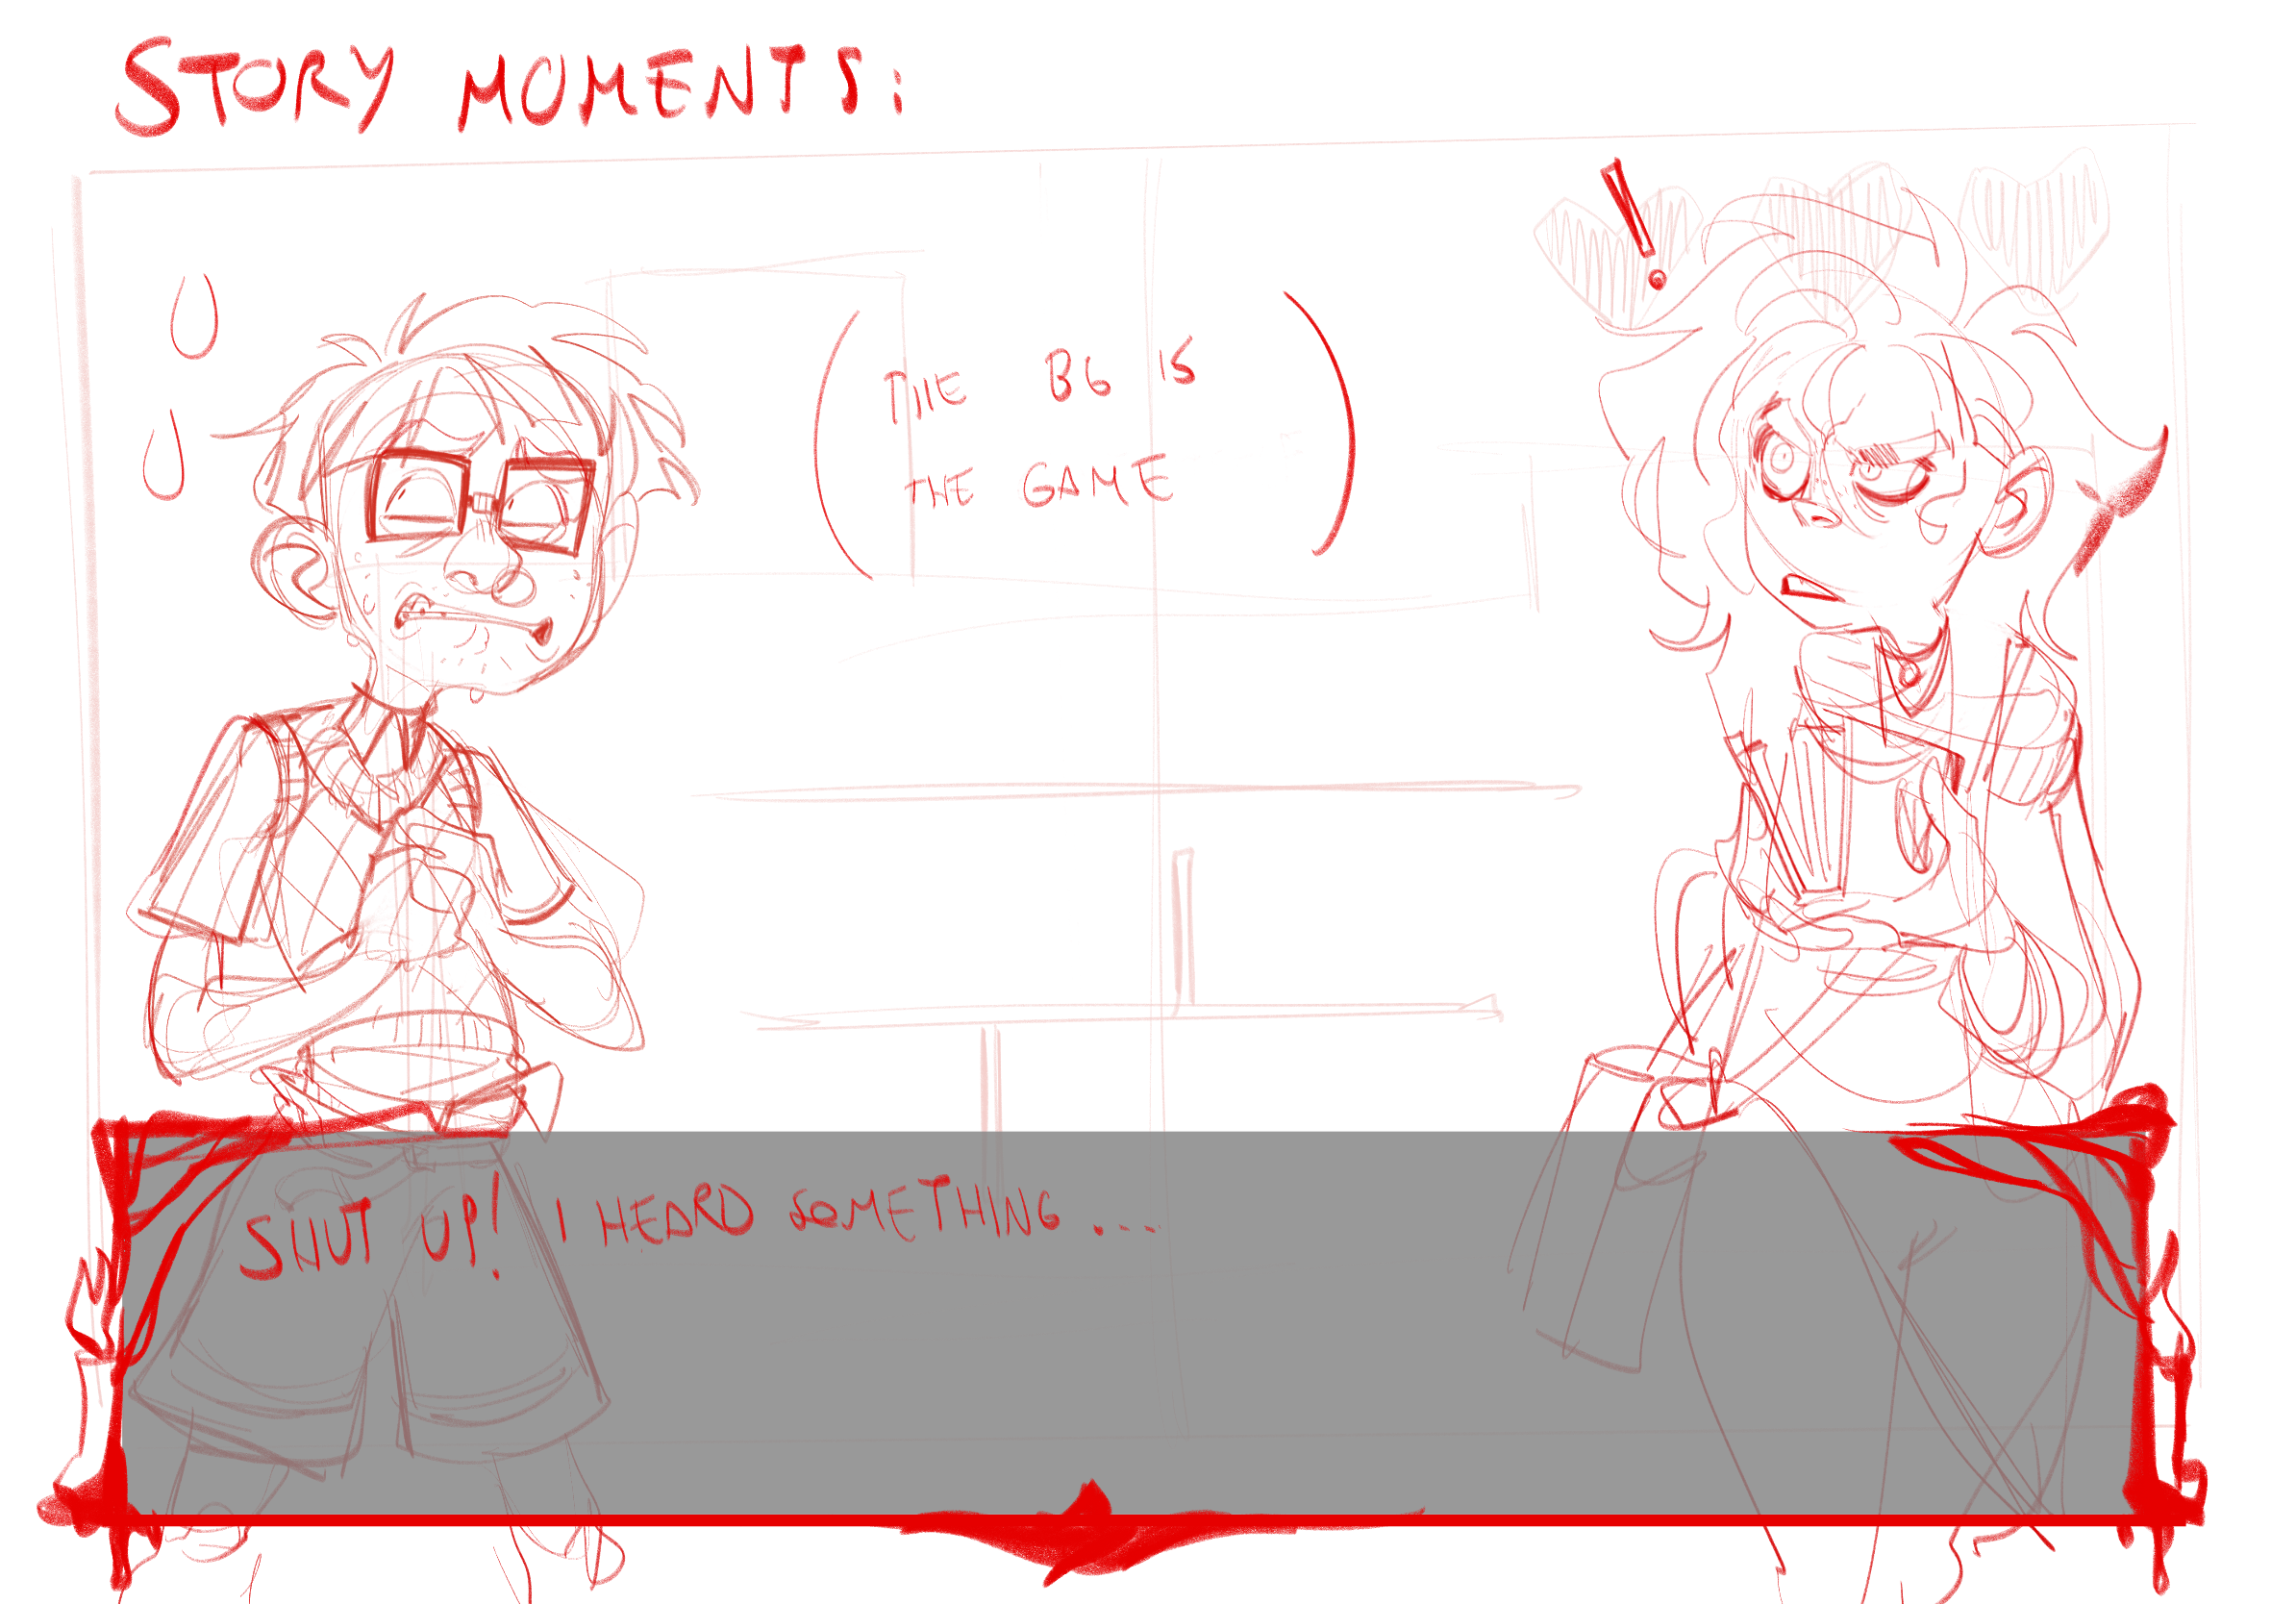 STORY MOMENTS:
!
(THE BG IS
THE GAME)
SHUT UP! I HEARD SOMETHING....